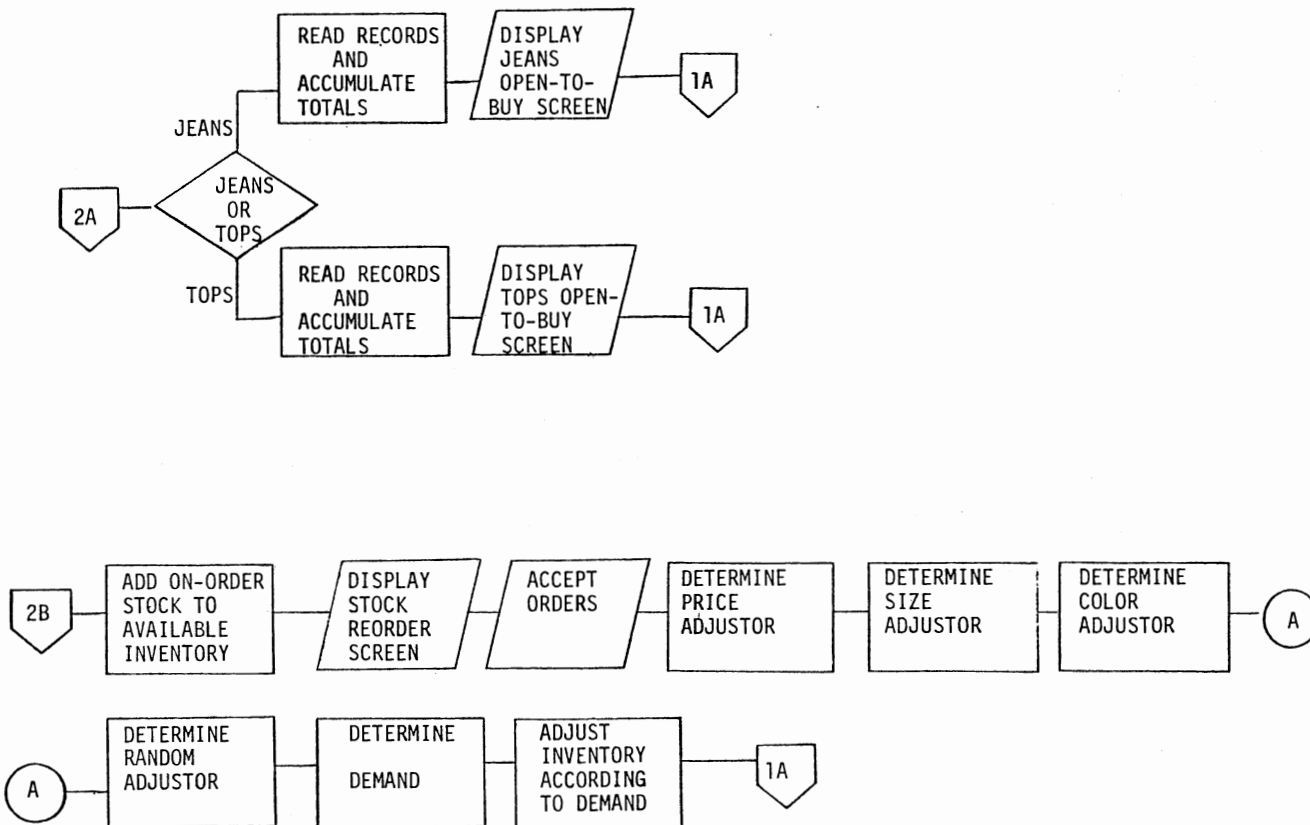 READ RECORDS
AND
ACCUMULATE
TOTALS
DISPLAY
JEANS
OPEN-TO-
BUY SCREEN
1A
JEANS
2A
JEANS
OR
TOPS
TOPS
READ RECORDS
AND
ACCUMULATE
TOTALS
DISPLAY
TOPS OPEN-
TO-BUY
SCREEN
1A
2B
ADD ON-ORDER
STOCK TO
AVAILABLE
INVENTORY
DISPLAY
STOCK
REORDER
SCREEN
ACCEPT
ORDERS
DETERMINE
PRICE
ADJUSTOR
DETERMINE
SIZE
ADJUSTOR
DETERMINE
COLOR
ADJUSTOR
A
A
DETERMINE
RANDOM
ADJUSTOR
DETERMINE
DEMAND
ADJUST
INVENTORY
ACCORDING
TO DEMAND
1A